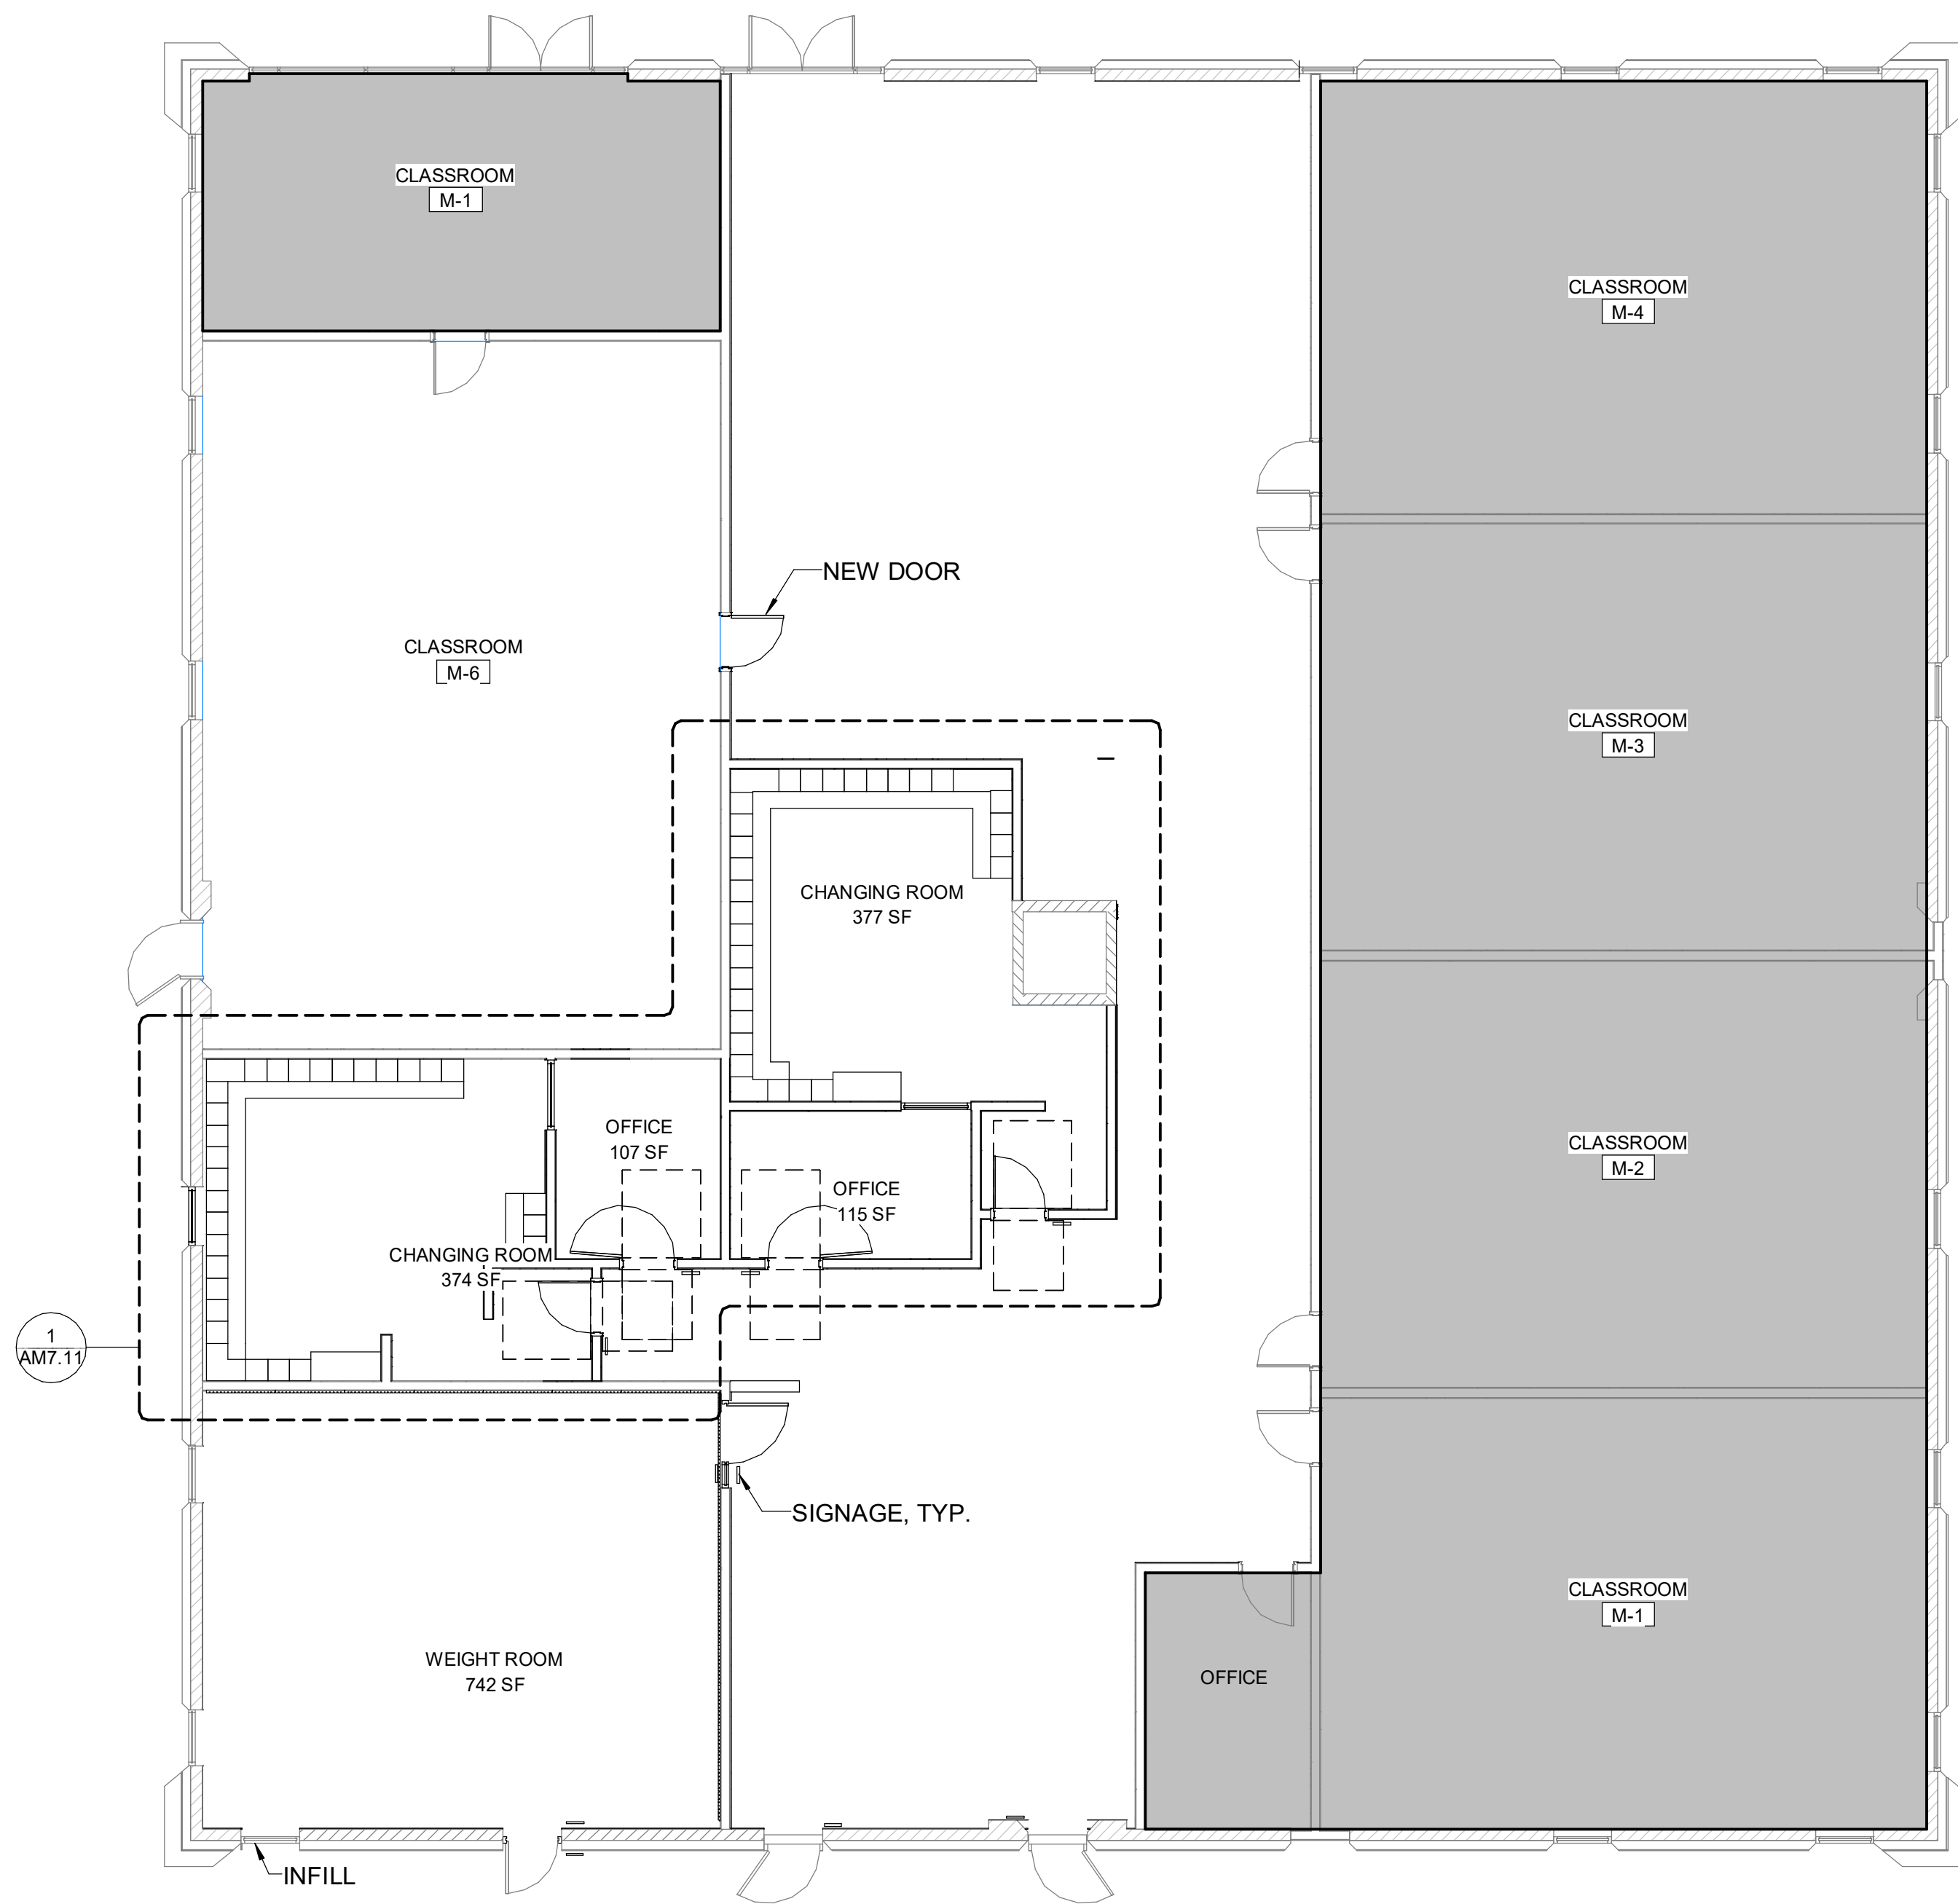 CLASSROOM
M-1
CLASSROOM
M-4
NEW DOOR
CLASSROOM
M-6
CLASSROOM
M-3
CHANGING ROOM
377 SF
OFFICE
107 SF
CLASSROOM
M-2
OFFICE
115 SF
CHANGING ROOM
374 SF
1
AM7.11
SIGNAGE, TYP.
CLASSROOM
M-1
WEIGHT ROOM
742 SF
OFFICE
INFILL